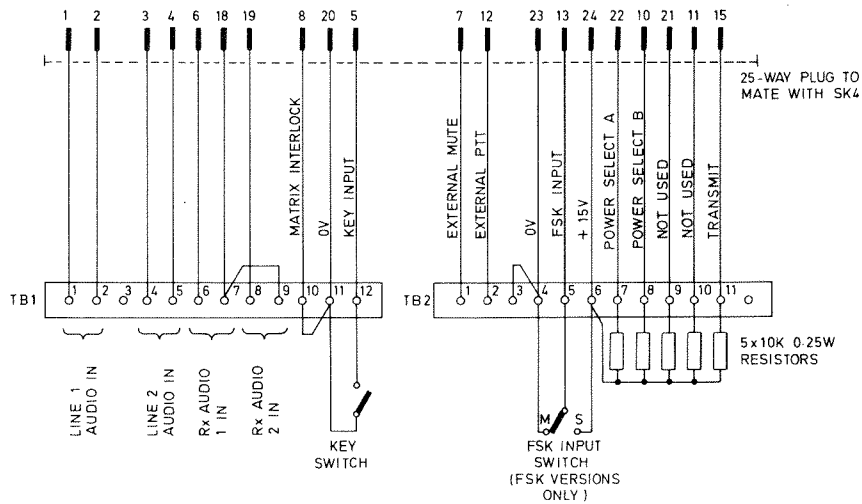 1 2 3 4 6 18 19 8 20 5 7 12 23 13 24 22 10 21 11 15
25-WAY PLUG TO
MATE WITH SK4
MATRIX INTERLOCK
0V
KEY INPUT
EXTERNAL MUTE
EXTERNAL PTT
0V
FSK INPUT
+ 15V
POWER SELECT A
POWER SELECT B
NOT USED
NOT USED
TRANSMIT
TB1 1 2 3 4 5 6 7 8 9 10 11 12
TB2 1 2 3 4 5 6 7 8 9 10 11
5 x 10K 0·25W
RESISTORS
LINE 1
AUDIO IN
LINE 2
AUDIO IN
Rx AUDIO
1 IN
Rx AUDIO
2 IN
KEY
SWITCH
M S
FSK INPUT
SWITCH
(FSK VERSIONS
ONLY)